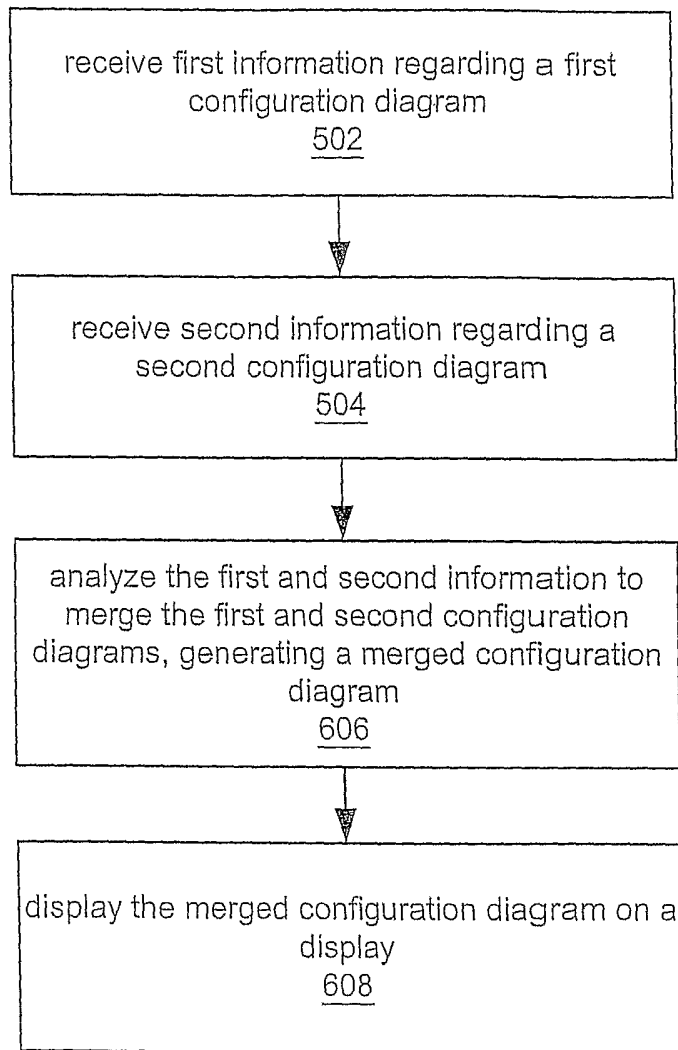 receive first information regarding a first
configuration diagram
502
receive second information regarding a
second configuration diagram
504
analyze the first and second information to
merge the first and second configuration
diagrams, generating a merged configuration
diagram
606
display the merged configuration diagram on a
display
608